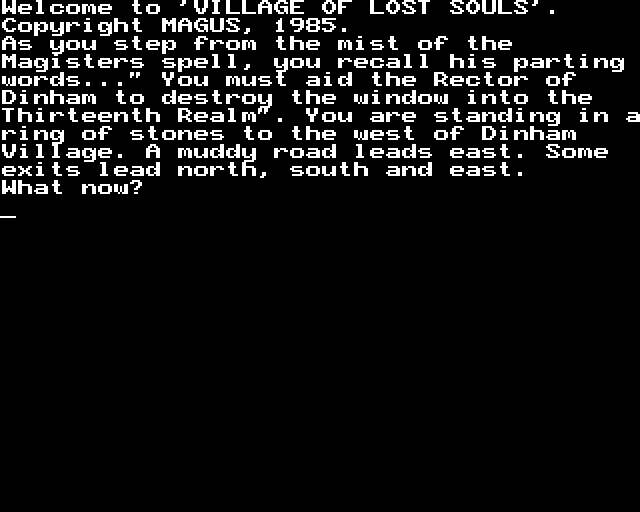 Welcome to 'VILLAGE OF LOST SOULS'.
Copyright MAGUS, 1985.
As you step from the mist of the
Magisters spell, you recall his parting
words..." You must aid the Rector of
Dinham to destroy the window into the
Thirteenth Realm". You are standing in a
ring of stones to the west of Dinham
Village. A muddy road leads east. Some
exits lead north, south and east.
What now?
_